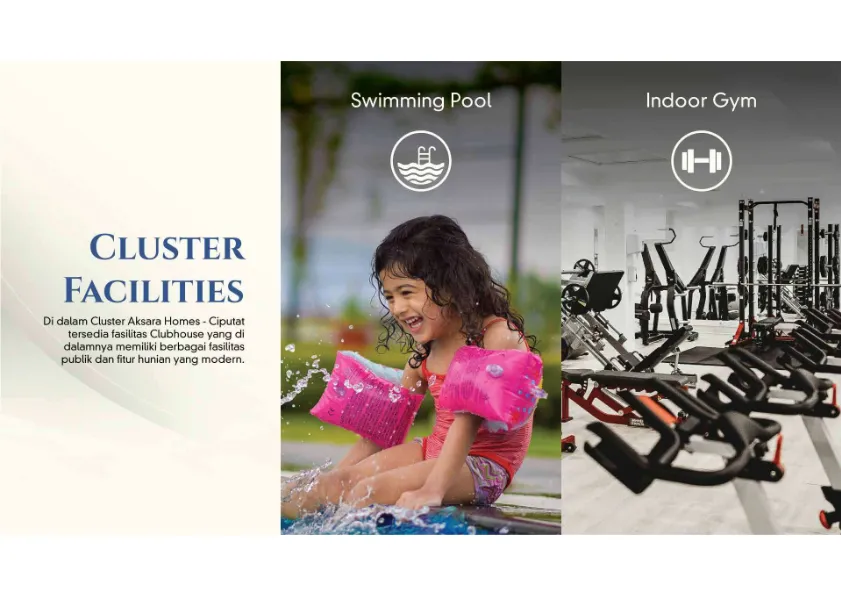 Cluster
Facilities
Di dalam Cluster Aksara Homes - Ciputat
tersedia fasilitas Clubhouse yang di
dalamnya memiliki berbagai fasilitas
publik dan fitur hunian yang modern.
Swimming Pool
Indoor Gym